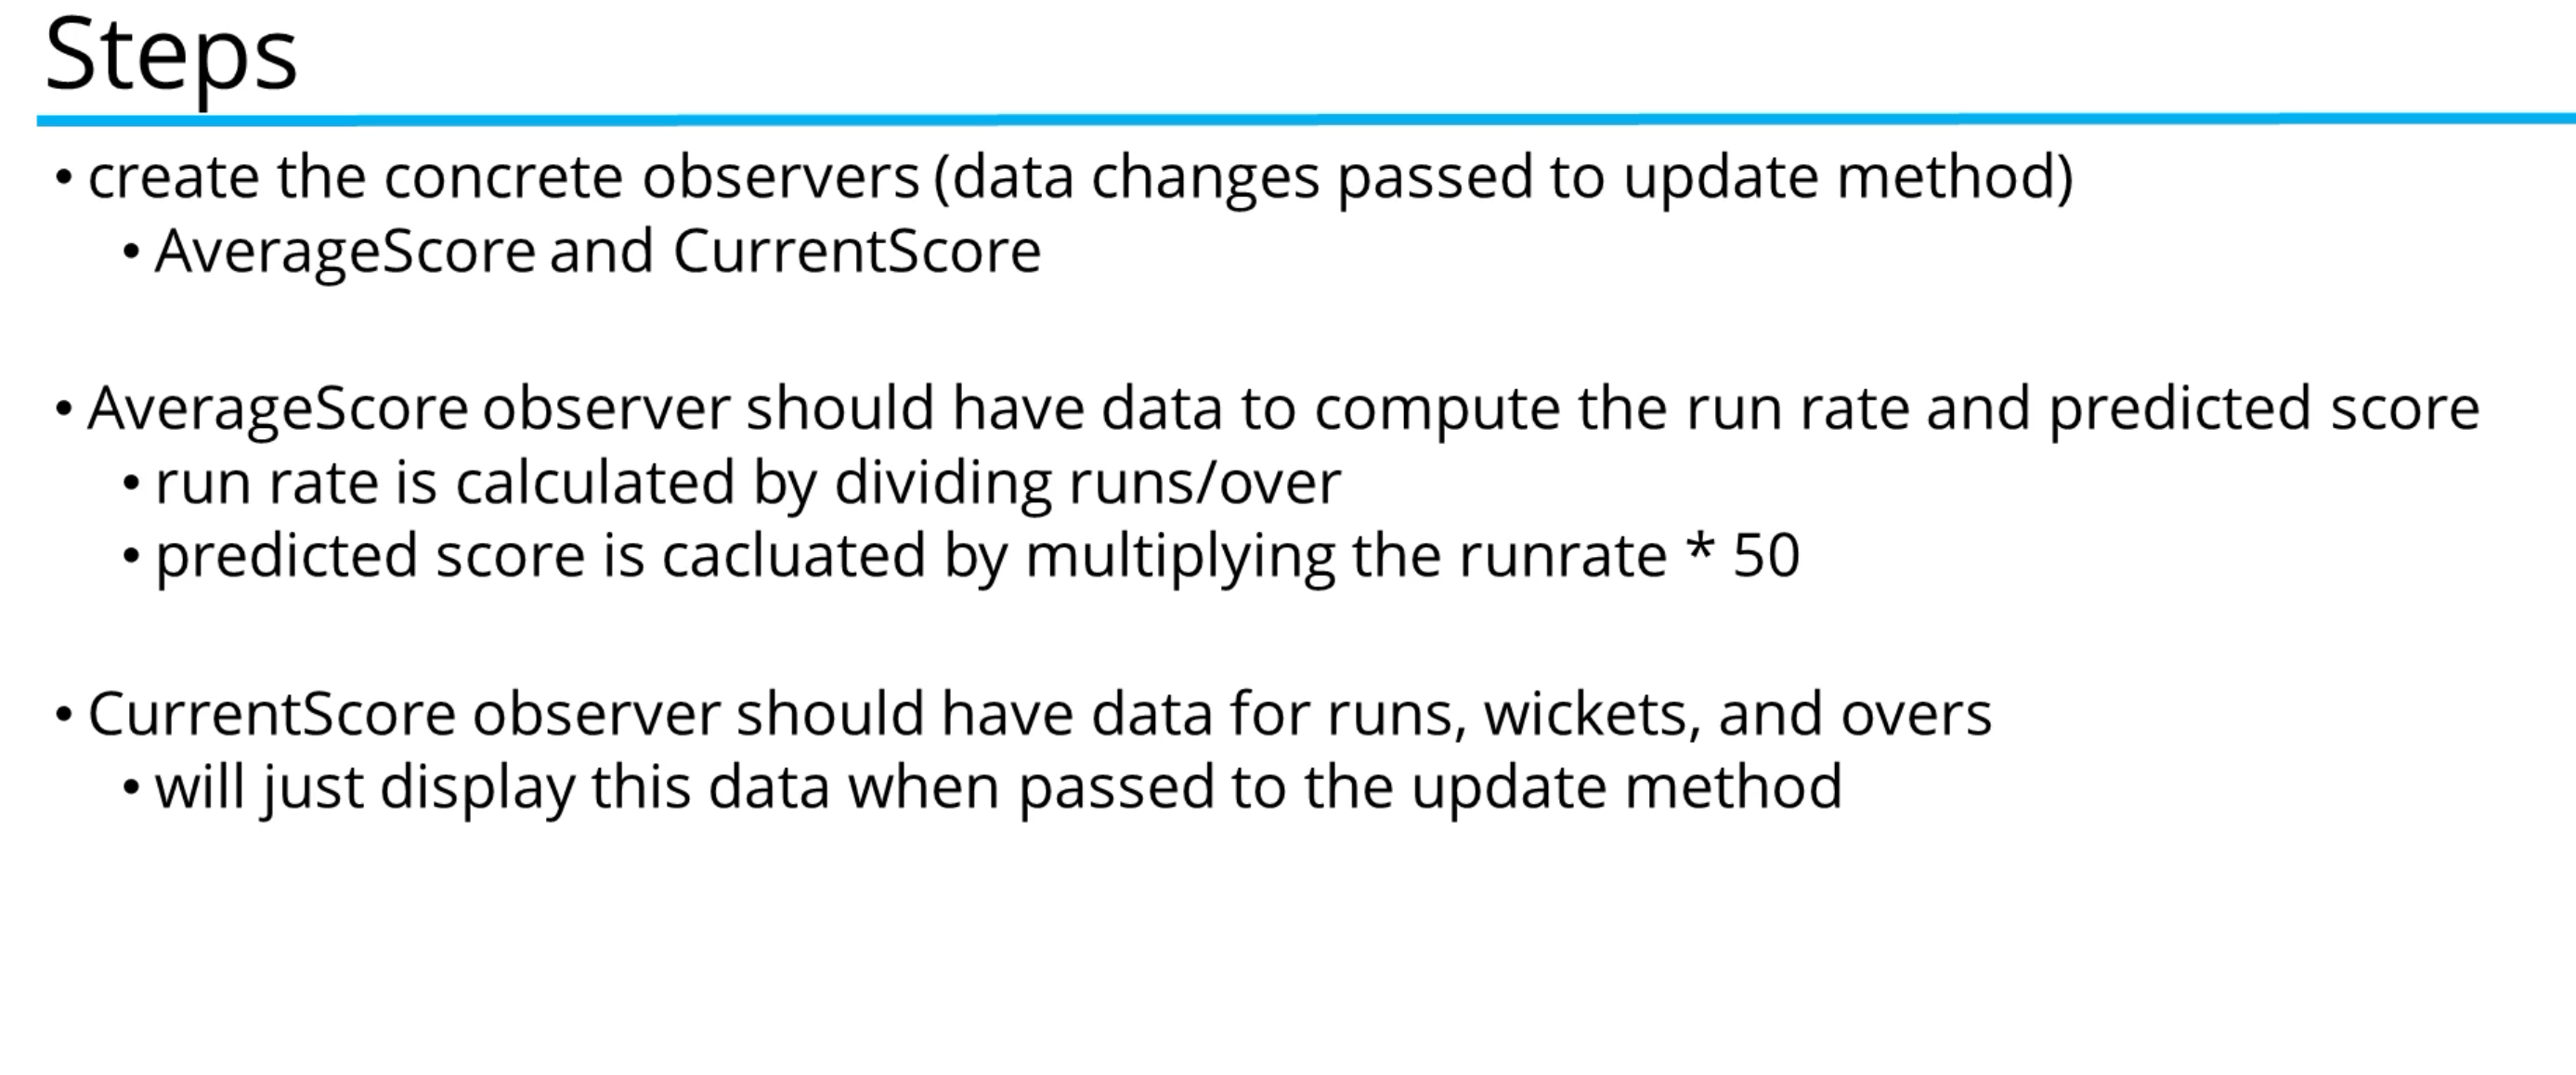 Steps
• create the concrete observers (data changes passed to update method)
• AverageScore and CurrentScore
• AverageScore observer should have data to compute the run rate and predicted score
• run rate is calculated by dividing runs/over
• predicted score is cacluated by multiplying the runrate * 50
• CurrentScore observer should have data for runs, wickets, and overs
• will just display this data when passed to the update method